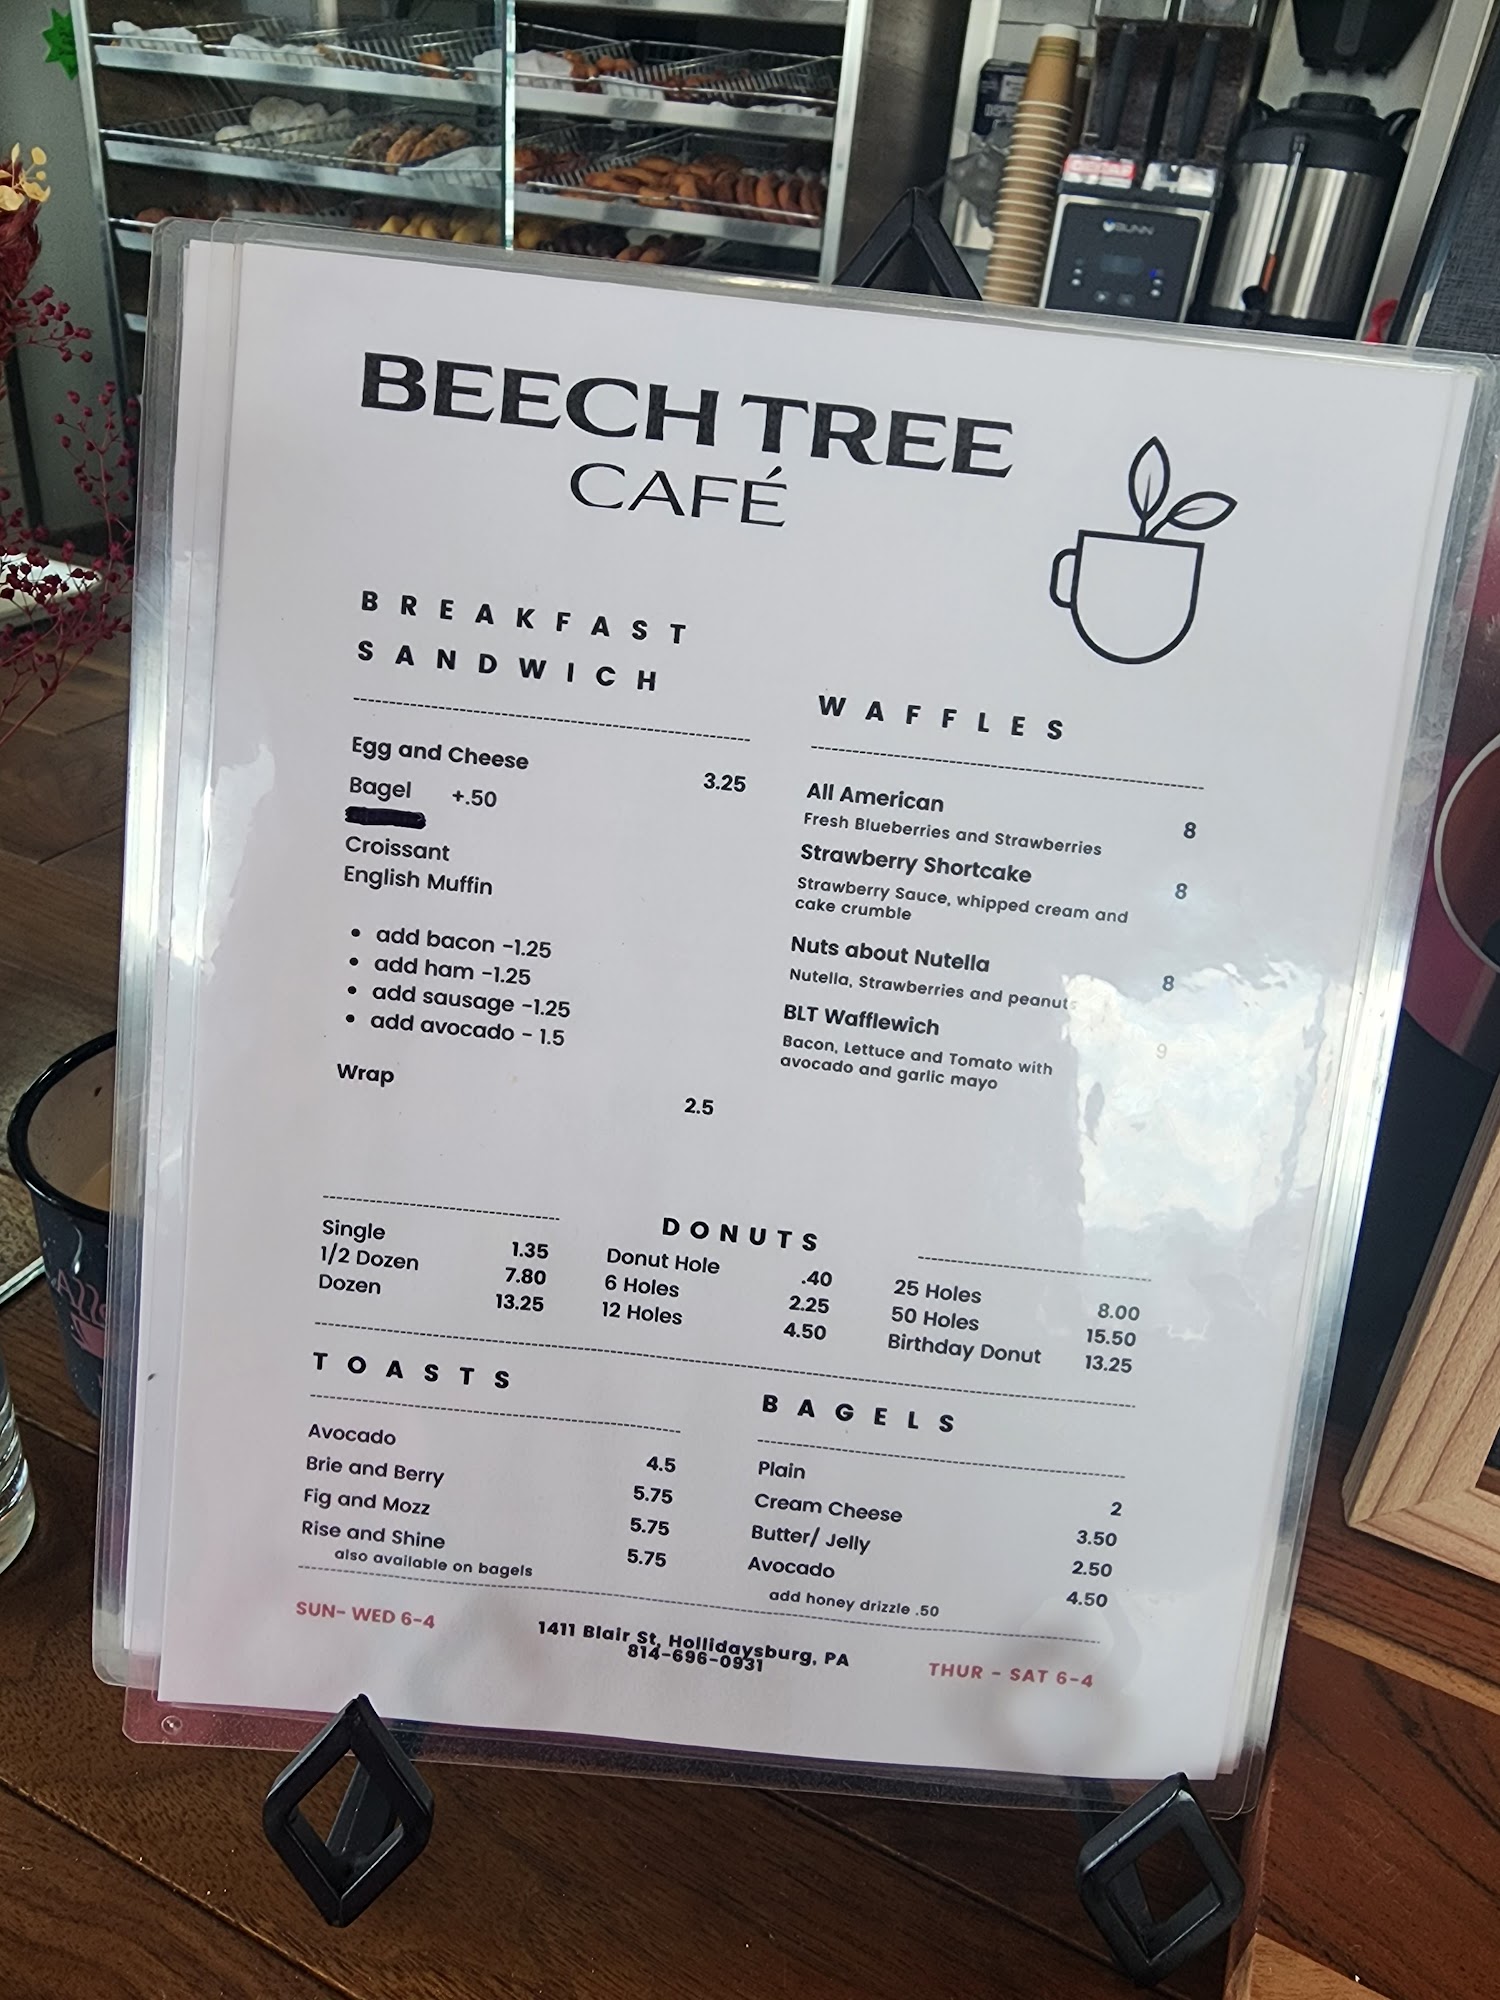 BEECH TREE
CAFÉ
BREAKFAST
SANDWICH
Egg and Cheese 3.25
Bagel +.50
Croissant
English Muffin
• add bacon -1.25
• add ham -1.25
• add sausage -1.25
• add avocado - 1.5
Wrap 2.5
WAFFLES
All American 8
Fresh Blueberries and Strawberries
Strawberry Shortcake 8
Strawberry Sauce, whipped cream and
cake crumble
Nuts about Nutella 8
Nutella, Strawberries and peanuts
BLT Wafflewich 9
Bacon, Lettuce and Tomato with
avocado and garlic mayo
DONUTS
Single 1.35
1/2 Dozen 7.80
Dozen 13.25
Donut Hole .40
6 Holes 2.25
12 Holes 4.50
25 Holes 8.00
50 Holes 15.50
Birthday Donut 13.25
TOASTS
Avocado 4.5
Brie and Berry 5.75
Fig and Mozz 5.75
Rise and Shine 5.75
also available on bagels
BAGELS
Plain 2
Cream Cheese 3.50
Butter/ Jelly 2.50
Avocado 4.50
add honey drizzle .50
SUN- WED 6-4
1411 Blair St, Hollidaysburg, PA
814-696-0931
THUR - SAT 6-4
BUNN